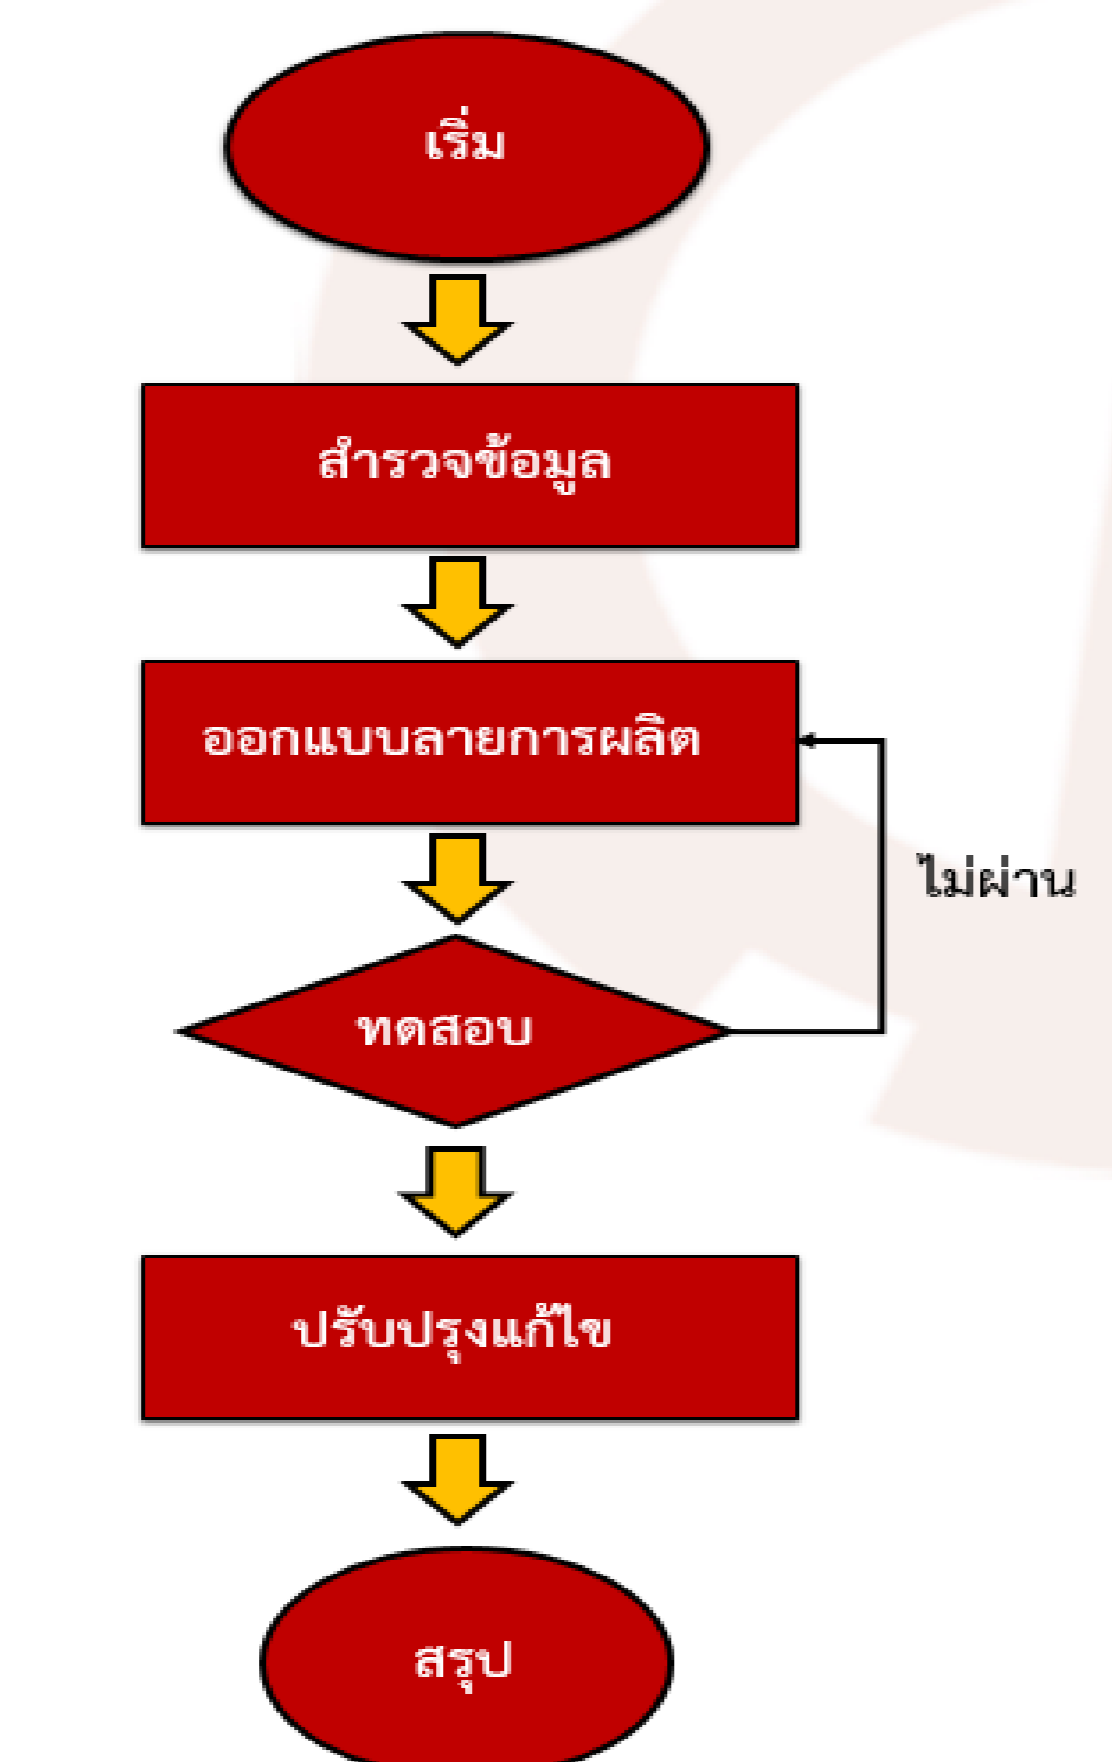 เริ่ม
สำรวจข้อมูล
ออกแบบลายการผลิต
ไม่ผ่าน
ทดสอบ
ปรับปรุงแก้ไข
สรุป